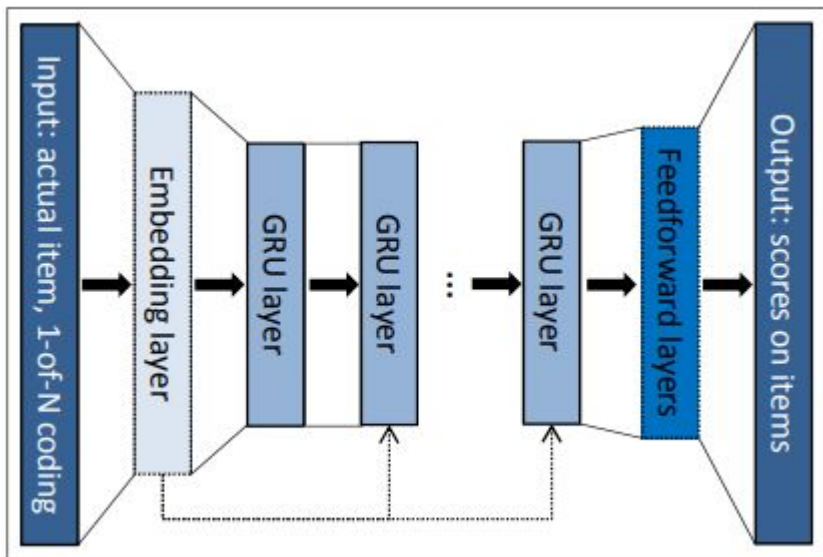 Input: actual item, 1-of-N coding
Embedding layer
GRU layer
GRU layer
...
GRU layer
Feedforward layers
Output: scores on items